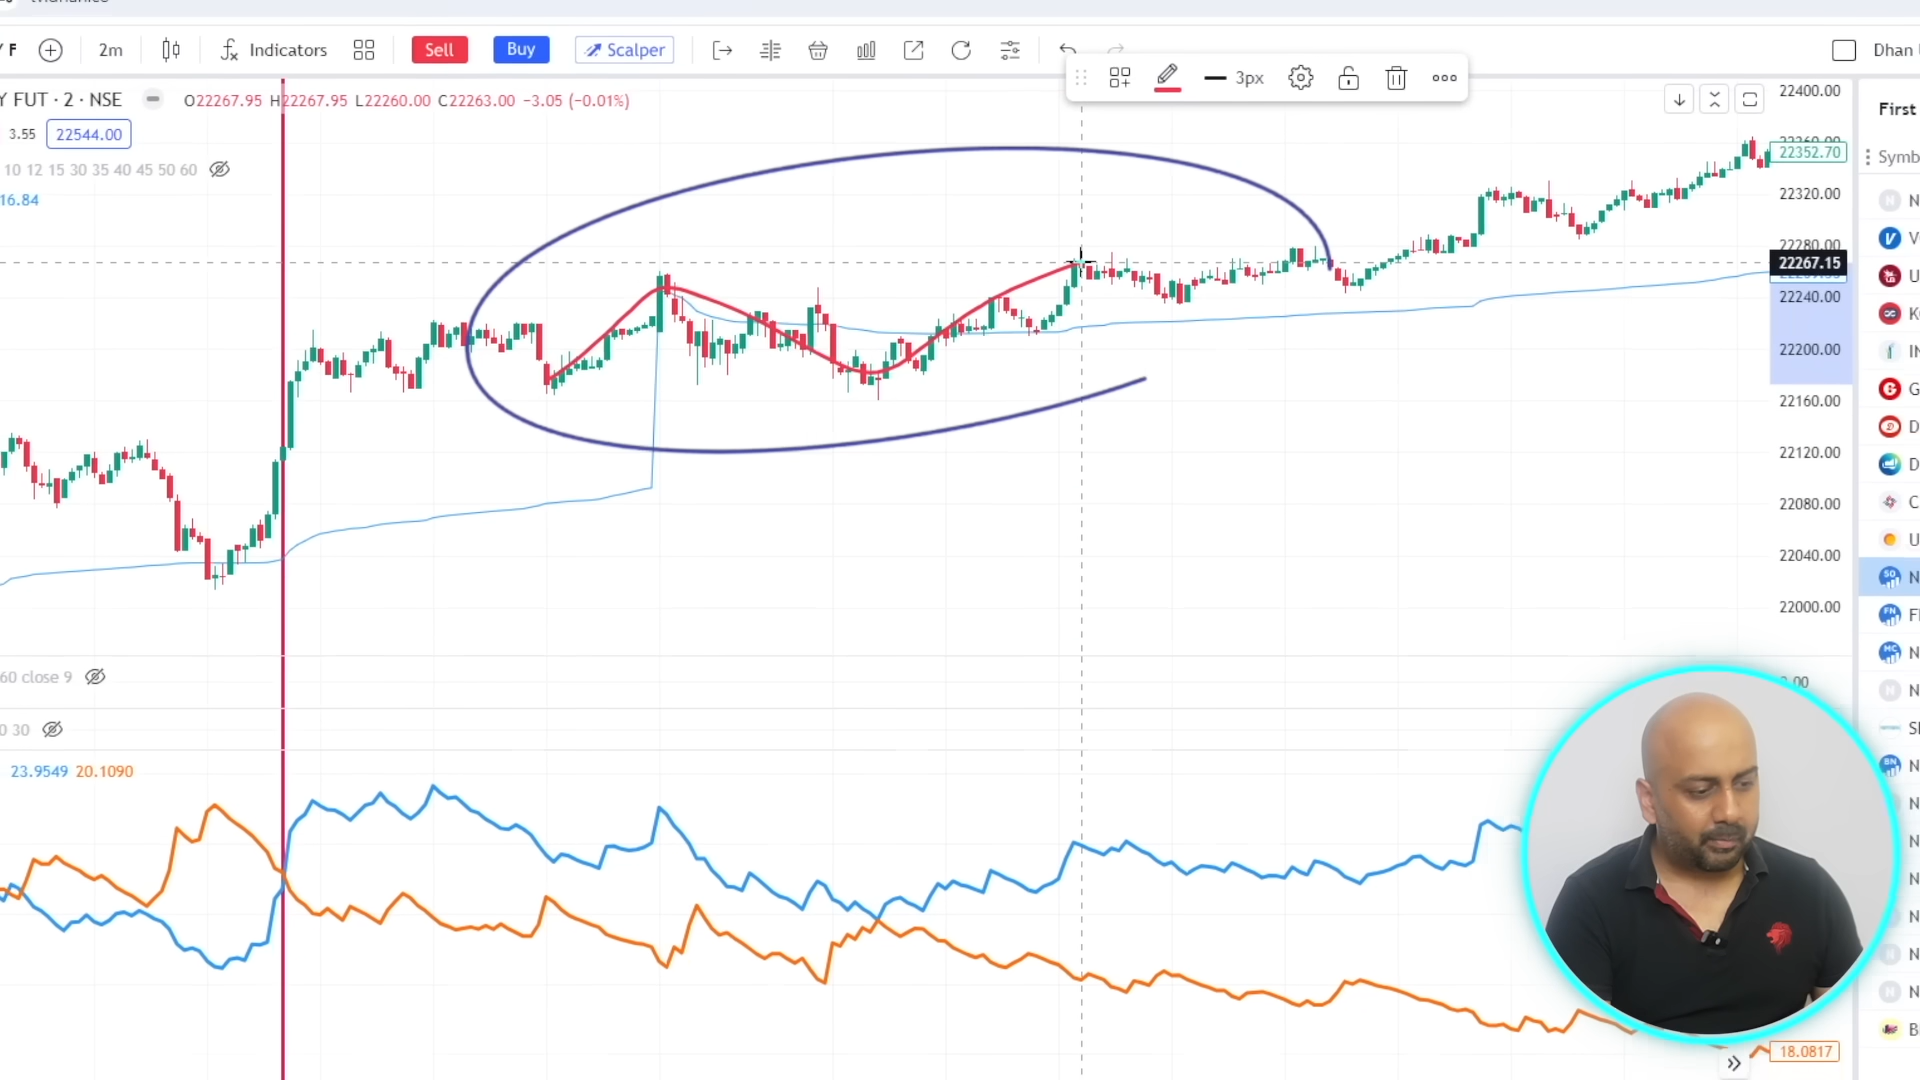 F 2m Indicators Sell Buy Scalper Dhan
3px
Y FUT · 2 · NSE O22267.95 H22267.95 L22260.00 C22263.00 −3.05 (−0.01%)
3.55 22544.00
10 12 15 30 35 40 45 50 60
16.84
22400.00
22352.70
22320.00
22280.00
22267.15
22240.00
22200.00
22160.00
22120.00
22080.00
22040.00
22000.00
First
Symb
60 close 9
0 30
23.9549 20.1090
18.0817